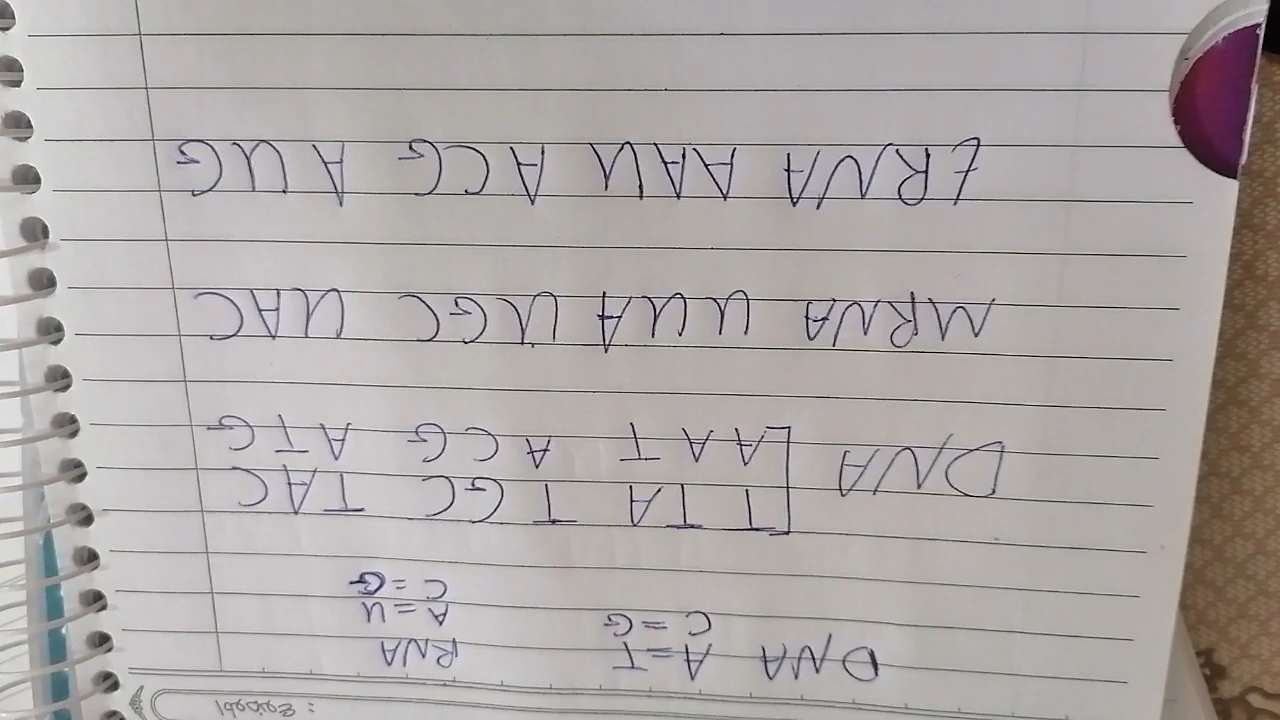 DNA A=T RNA
C=G A=U
C=G
DNA TTA TGC TAC
AAT ACG ATG
MRNA UUA UGC UAC
tRNA AAU ACG AUG